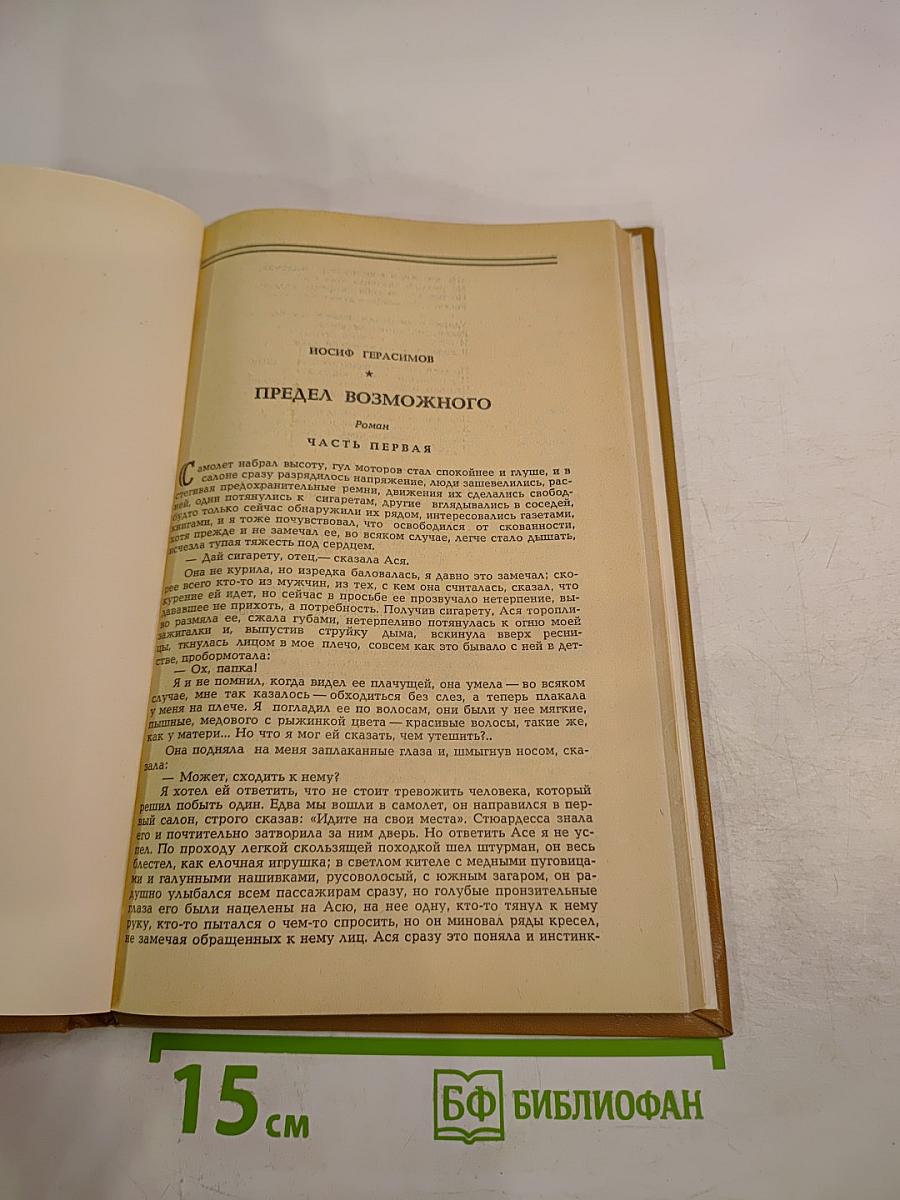 ИОСИФ ГЕРАСИМОВ
★
ПРЕДЕЛ ВОЗМОЖНОГО
Роман
ЧАСТЬ ПЕРВАЯ
Самолет набрал высоту, гул моторов стал спокойнее и глуше, и в
салоне сразу разрядилось напряжение, люди зашевелились, рас-
стегивая предохранительные ремни, движения их сделались свобод-
ней, одни потянулись к сигаретам, другие вглядывались в соседей,
будто только сейчас обнаружили их рядом, интересовались газетами,
книгами, и я тоже почувствовал, что освободился от скованности,
хотя прежде и не замечал ее, во всяком случае, легче стало дышать,
исчезла тупая тяжесть под сердцем.
— Дай сигарету, отец,— сказала Ася.
Она не курила, но изредка баловалась, я давно это замечал; ско-
рее всего кто-то из мужчин, из тех, с кем она считалась, сказал, что
курение ей идет, но сейчас в просьбе ее прозвучало нетерпение, вы-
дававшее не прихоть, а потребность. Получив сигарету, Ася торопли-
во размяла ее, сжала губами, нетерпеливо потянулась к огню моей
зажигалки и, выпустив струйку дыма, вскинула вверх ресни-
цы, ткнулась лицом в мое плечо, совсем как это бывало с ней в дет-
стве, пробормотала:
— Ох, папка!
Я и не помнил, когда видел ее плачущей, она умела — во всяком
случае, мне так казалось — обходиться без слез, а теперь плакала
у меня на плече. Я погладил ее по волосам, они были у нее мягкие,
пышные, медового с рыжинкой цвета — красивые волосы, такие же,
как у матери... Но что я мог ей сказать, чем утешить?..
Она подняла на меня заплаканные глаза и, шмыгнув носом, ска-
зала:
— Может, сходить к нему?
Я хотел ей ответить, что не стоит тревожить человека, который
решил побыть один. Едва мы вошли в самолет, он направился в пер-
вый салон, строго сказав: «Идите на свои места». Стюардесса знала
его и почтительно затворила за ним дверь. Но ответить Асе я не ус-
пел. По проходу легкой скользящей походкой шел штурман, он весь
блестел, как елочная игрушка; в светлом кителе с медными пуговица-
ми и галунными нашивками, русоволосый, с южным загаром, он ра-
душно улыбался всем пассажирам сразу, но голубые пронзительные
глаза его были нацелены на Асю, на нее одну, кто-то тянул к нему
руку, кто-то пытался о чем-то спросить, но он миновал ряды кресел,
не замечая обращенных к нему лиц. Ася сразу это поняла и инстинк-
15 см
БФ БИБЛИОФАН